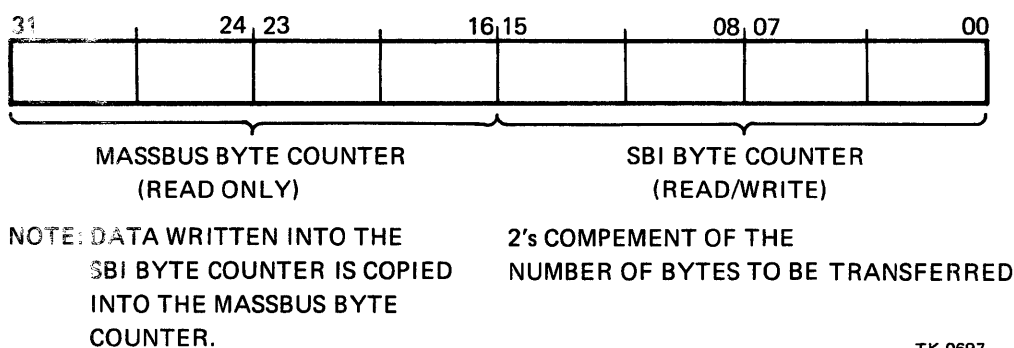 31 24 23 16 15 08 07 00
MASSBUS BYTE COUNTER
(READ ONLY)
SBI BYTE COUNTER
(READ/WRITE)
NOTE: DATA WRITTEN INTO THE
SBI BYTE COUNTER IS COPIED
INTO THE MASSBUS BYTE
COUNTER.
2's COMPEMENT OF THE
NUMBER OF BYTES TO BE TRANSFERRED